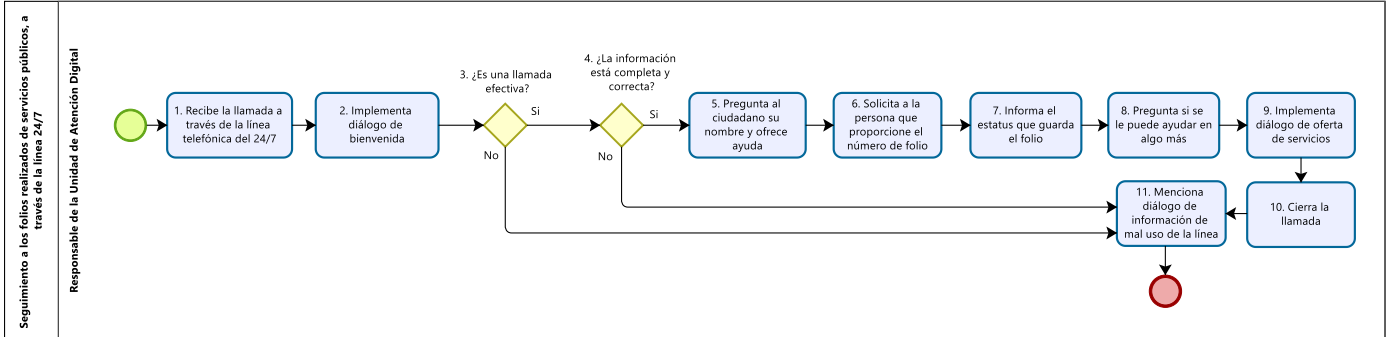 Seguimiento a los folios realizados de servicios públicos, a
través de la línea 24/7
Responsable de la Unidad de Atención Digital
1. Recibe la llamada a
través de la línea
telefónica del 24/7
2. Implementa
diálogo de
bienvenida
3. ¿Es una llamada
efectiva?
Si
No
4. ¿La información
está completa y
correcta?
Si
No
5. Pregunta al
ciudadano su
nombre y ofrece
ayuda
6. Solicita a la
persona que
proporcione el
número de folio
7. Informa el
estatus que guarda
el folio
8. Pregunta si se
le puede ayudar en
algo más
9. Implementa
diálogo de oferta
de servicios
10. Cierra la
llamada
11. Menciona
diálogo de
información de
mal uso de la línea